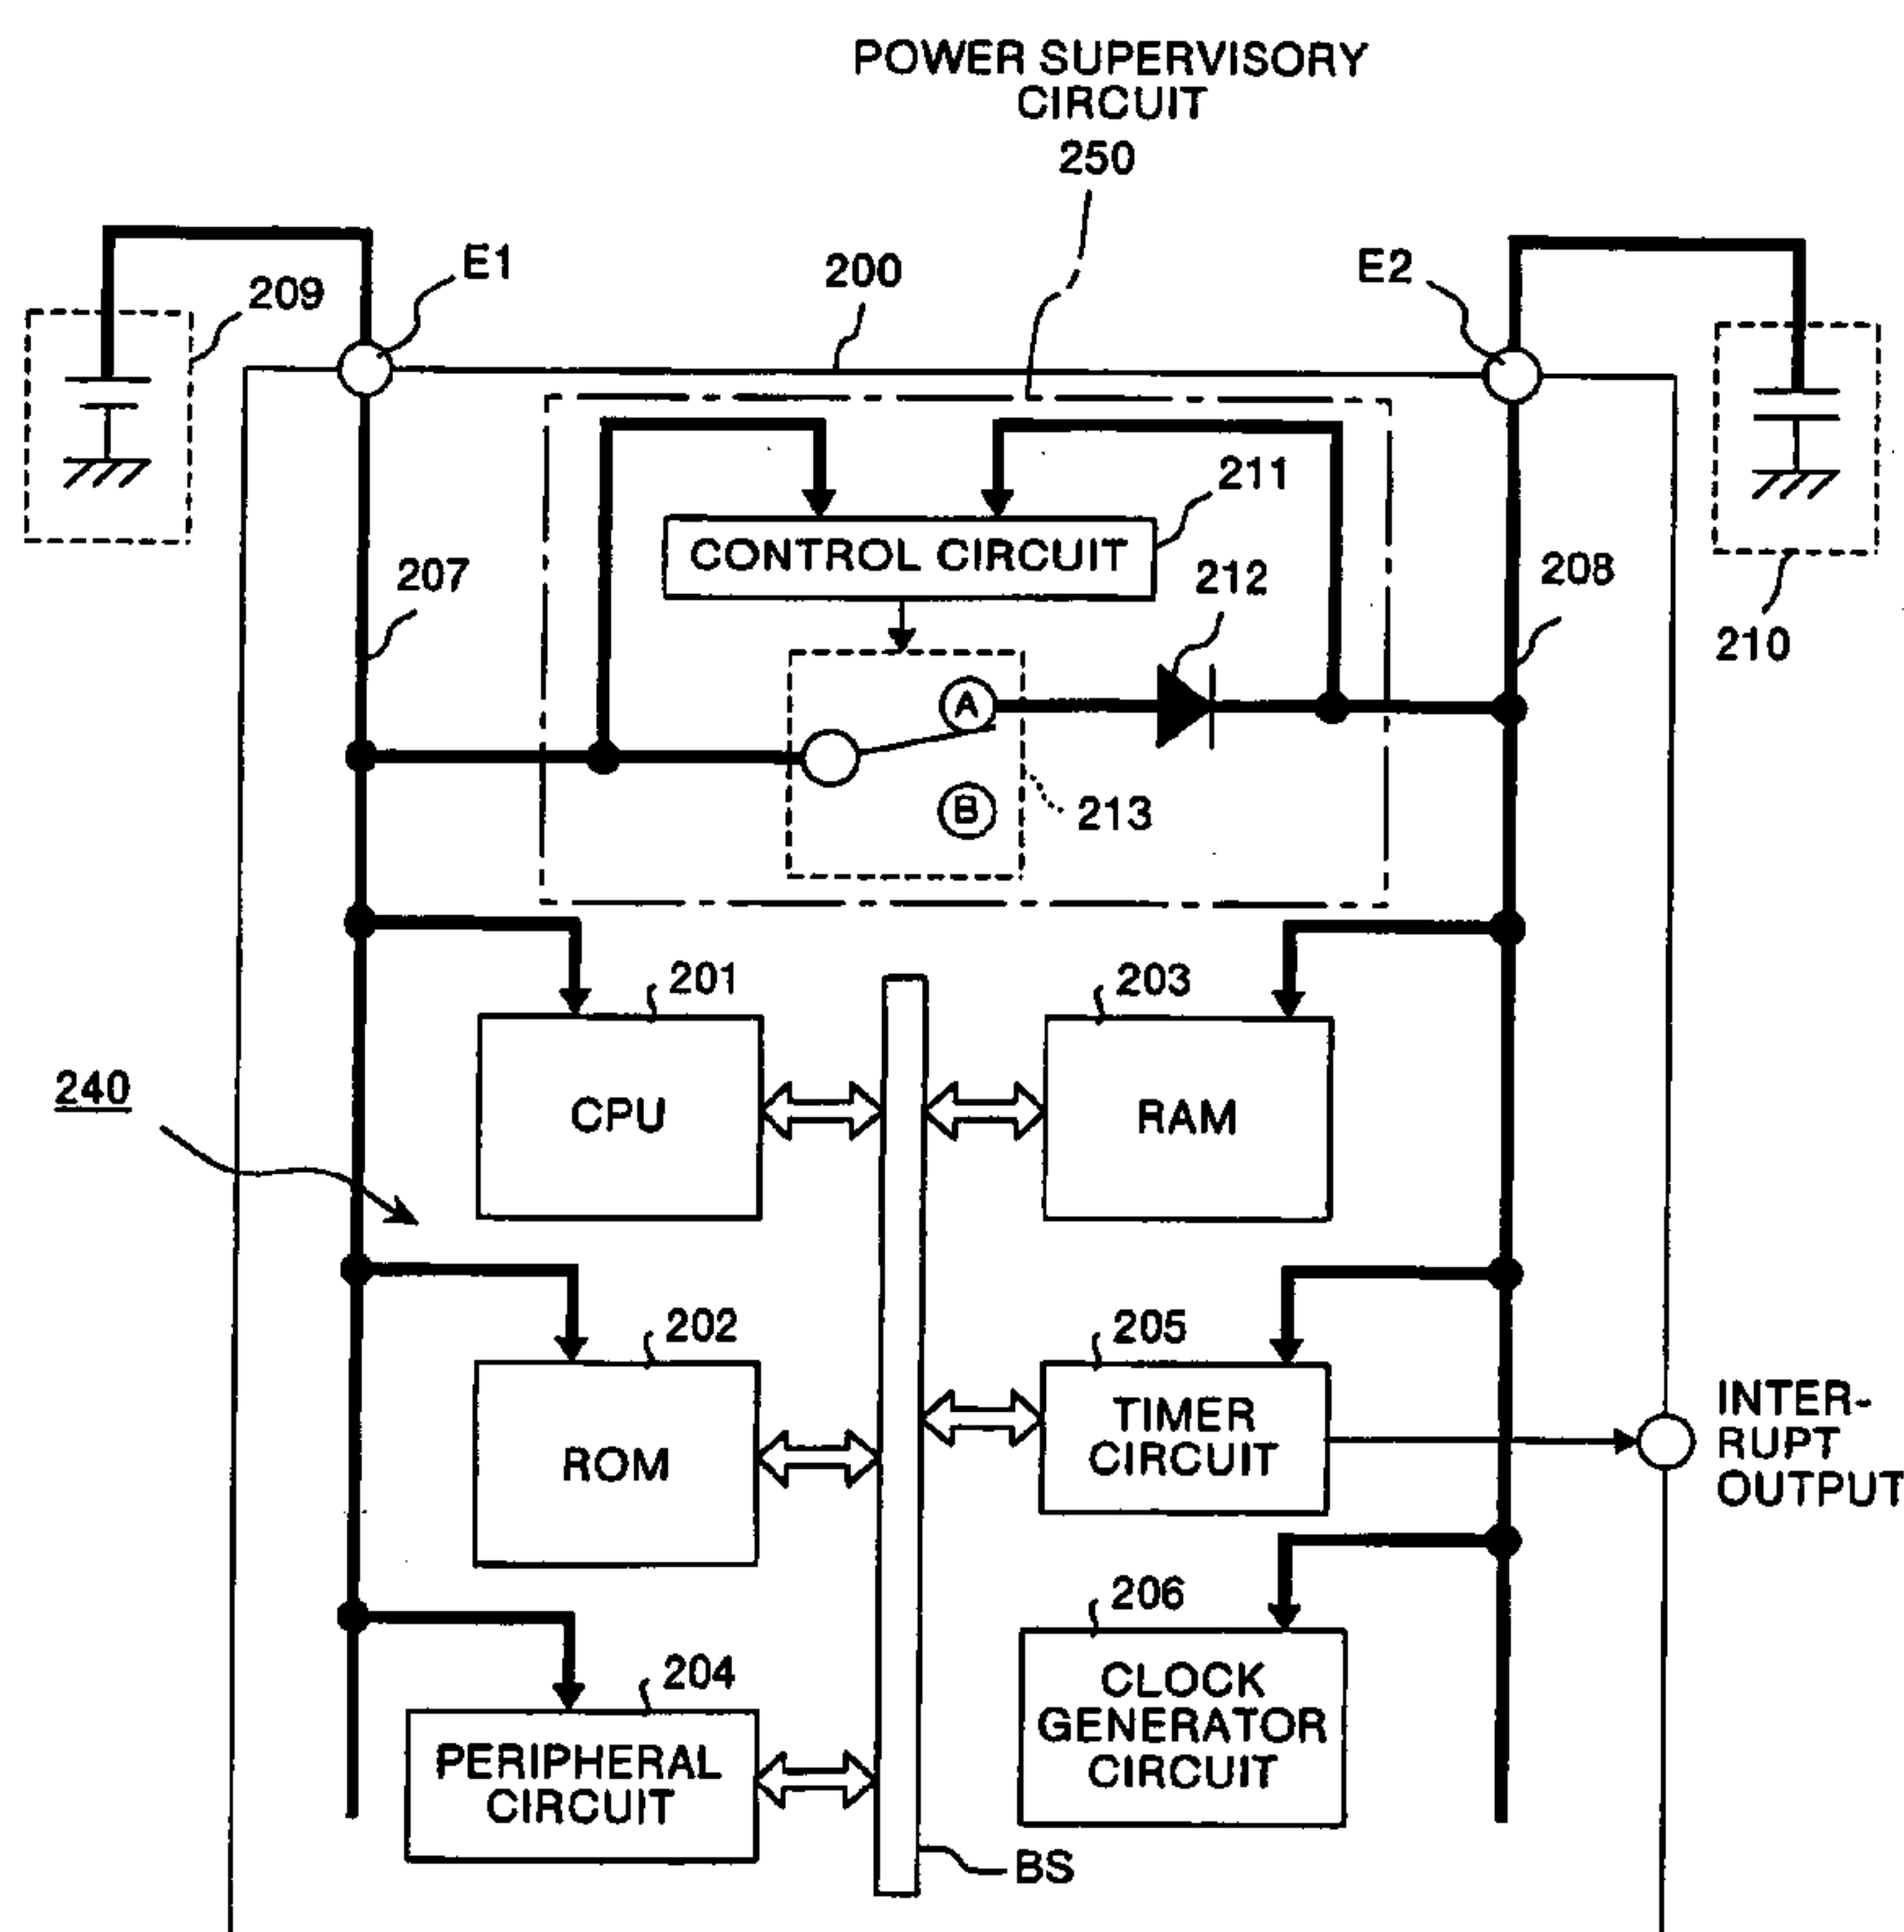 POWER SUPERVISORY
CIRCUIT
250
E1
200
E2
209
211
CONTROL CIRCUIT
207
212
208
210
A
B
213
201
203
240
CPU
RAM
202
205
INTER-
RUPT
OUTPUT
ROM
TIMER
CIRCUIT
206
204
CLOCK
GENERATOR
CIRCUIT
PERIPHERAL
CIRCUIT
BS